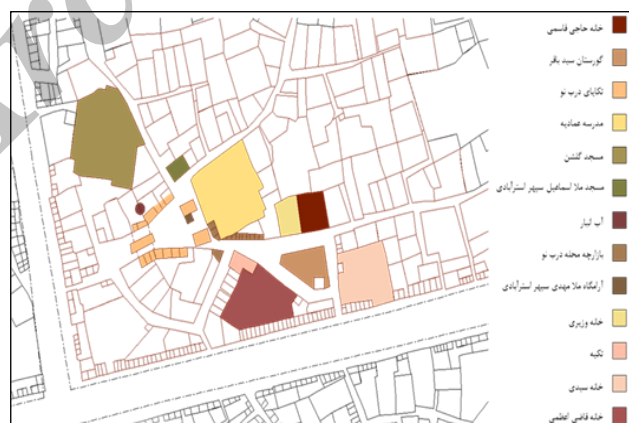 خانه حاجی قاسمی
گورستان سید باقر
تکایای درب نو
مدرسه عمادیه
مسجد گلشن
مسجد ملا اسماعیل سپهر استرآبادی
آب انبار
بازارچه محله درب نو
آرامگاه ملا مهدی سپهر استرآبادی
خانه وزیری
تکیه
خانه سیدی
خانه قاضی اعظمی